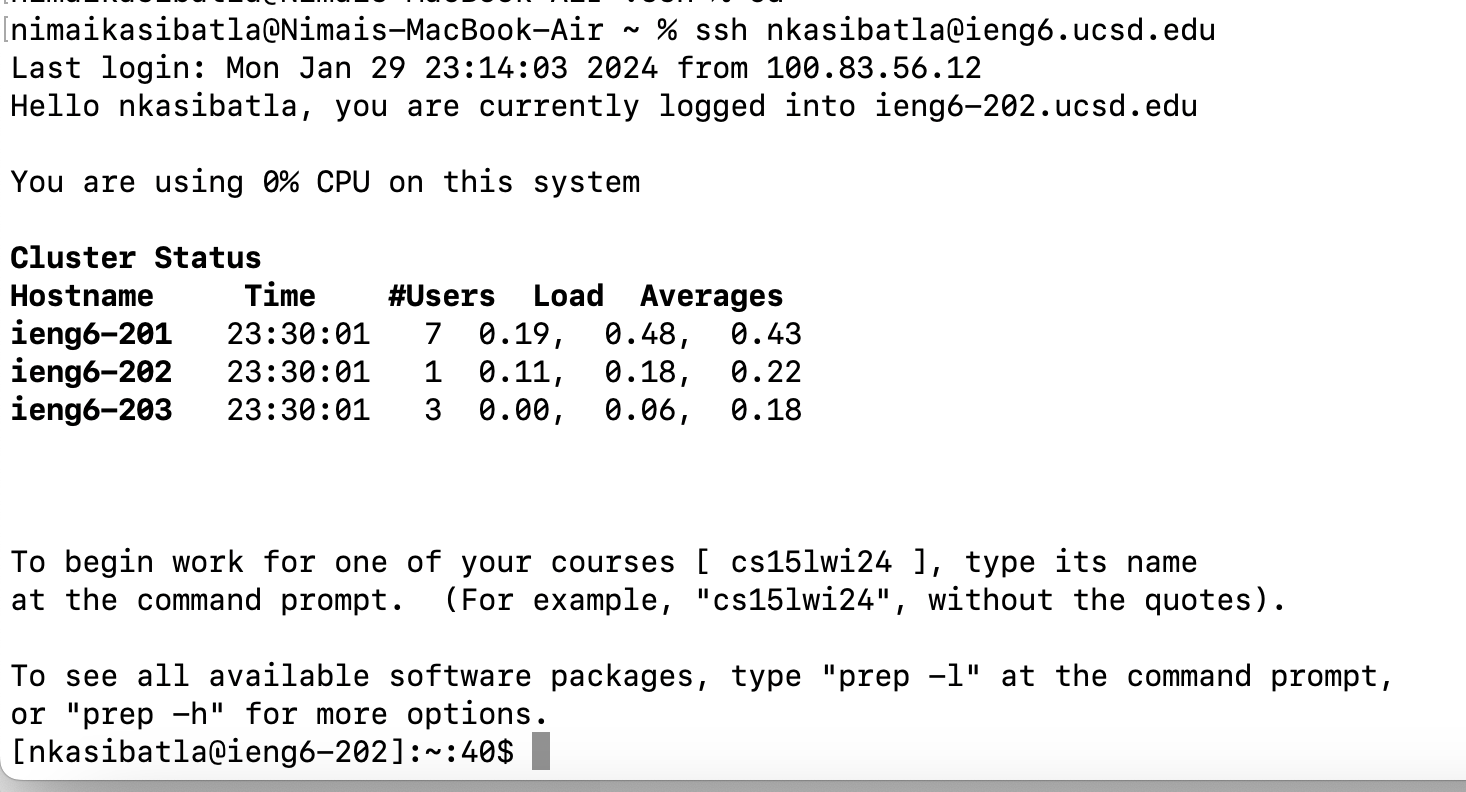 [nimaikasibatla@Nimais-MacBook-Air ~ % ssh nkasibatla@ieng6.ucsd.edu
Last login: Mon Jan 29 23:14:03 2024 from 100.83.56.12
Hello nkasibatla, you are currently logged into ieng6-202.ucsd.edu
You are using 0% CPU on this system
Cluster Status
Hostname     Time    #Users  Load  Averages
ieng6-201   23:30:01   7  0.19,  0.48,  0.43
ieng6-202   23:30:01   1  0.11,  0.18,  0.22
ieng6-203   23:30:01   3  0.00,  0.06,  0.18
To begin work for one of your courses [ cs15lwi24 ], type its name
at the command prompt.  (For example, "cs15lwi24", without the quotes).
To see all available software packages, type "prep -l" at the command prompt,
or "prep -h" for more options.
[nkasibatla@ieng6-202]:~:40$